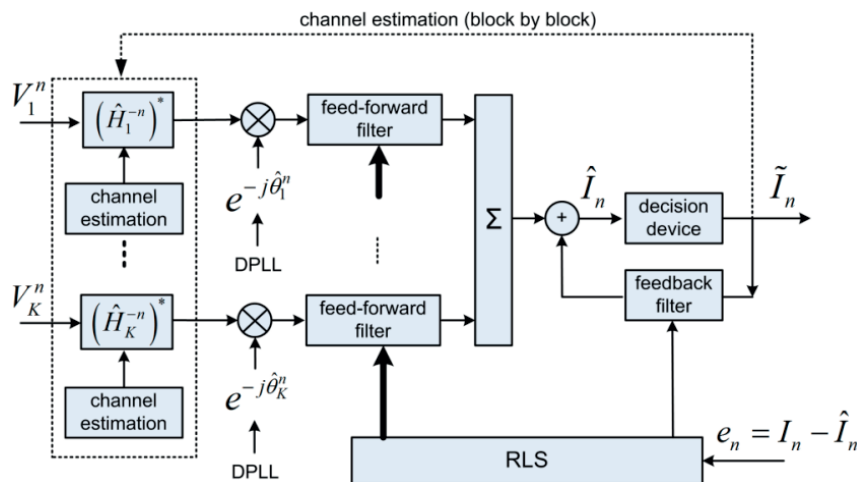 channel estimation (block by block)
V_1^n
(Ĥ_1^{-n})^*
feed-forward
filter
channel
estimation
e^{-jθ̂_1^n}
DPLL
Σ
+
Î_n
decision
device
Ĩ_n
feedback
filter
V_K^n
(Ĥ_K^{-n})^*
feed-forward
filter
channel
estimation
e^{-jθ̂_K^n}
DPLL
RLS
e_n = I_n − Î_n